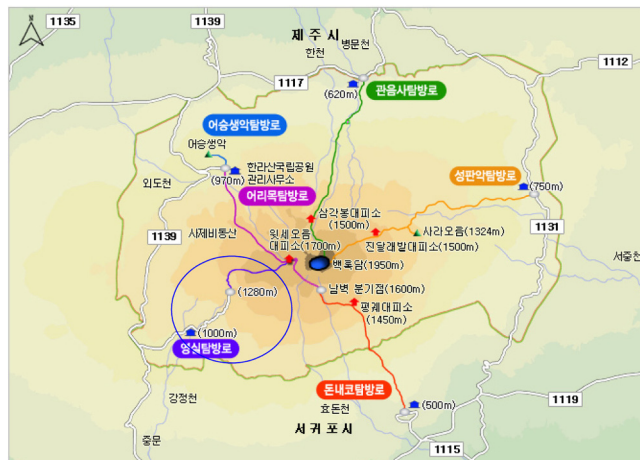 1135
1139
제 주 시
한천
병문천
1112
1117
(620m)
관음사탐방로
어승생악탐방로
어승생악
한라산국립공원
관리사무소
(970m)
외도천
어리목탐방로
성판악탐방로
(750m)
삼각봉대피소
(1500m)
사라오름(1324m)
진달래밭대피소(1500m)
1131
1139
사제비동산
윗세오름
대피소(1700m)
백록담(1950m)
서중천
남벽 분기점(1600m)
(1280m)
평궤대피소
(1450m)
(1000m)
영실탐방로
강정천
돈내코탐방로
(500m)
1119
효돈천
중문
서 귀 포 시
1115